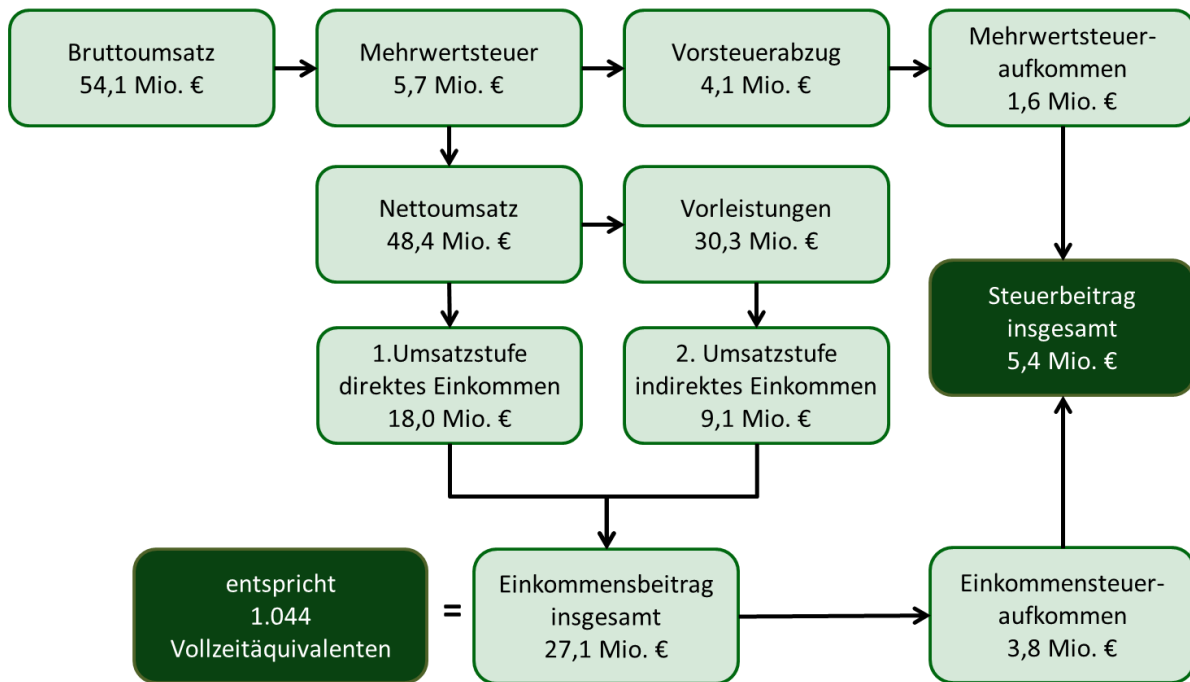 Bruttoumsatz
54,1 Mio. €
Mehrwertsteuer
5,7 Mio. €
Vorsteuerabzug
4,1 Mio. €
Mehrwertsteuer-
aufkommen
1,6 Mio. €
Nettoumsatz
48,4 Mio. €
Vorleistungen
30,3 Mio. €
Steuerbeitrag
insgesamt
5,4 Mio. €
1.Umsatzstufe
direktes Einkommen
18,0 Mio. €
2. Umsatzstufe
indirektes Einkommen
9,1 Mio. €
entspricht
1.044
Vollzeitäquivalenten
=
Einkommensbeitrag
insgesamt
27,1 Mio. €
Einkommensteuer-
aufkommen
3,8 Mio. €